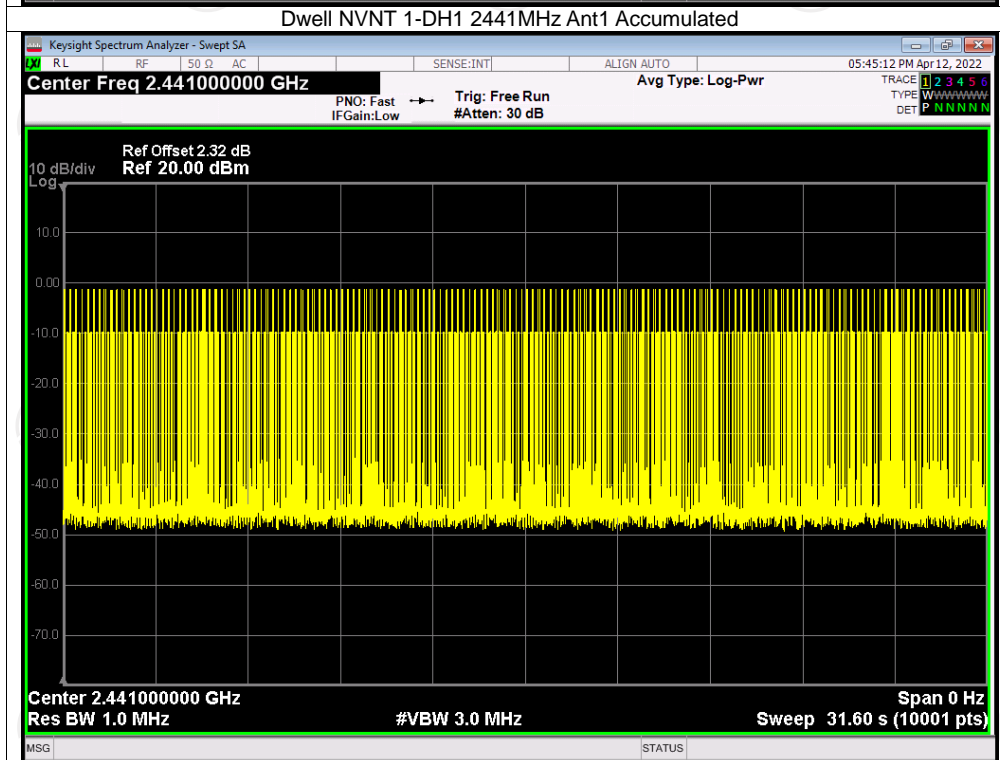 Dwell NVNT 1-DH1 2441MHz Ant1 Accumulated
Keysight Spectrum Analyzer - Swept SA
LXI RL RF 50 Ω AC SENSE:INT ALIGN AUTO 05:45:12 PM Apr 12, 2022
Center Freq 2.441000000 GHz Avg Type: Log-Pwr TRACE 1 2 3 4 5 6
PNO: Fast Trig: Free Run TYPE W
IFGain:Low #Atten: 30 dB DET P N N N N N
Ref Offset 2.32 dB
10 dB/div Ref 20.00 dBm
Log
10.0
0.00
-10.0
-20.0
-30.0
-40.0
-50.0
-60.0
-70.0
Center 2.441000000 GHz Span 0 Hz
Res BW 1.0 MHz #VBW 3.0 MHz Sweep 31.60 s (10001 pts)
MSG STATUS